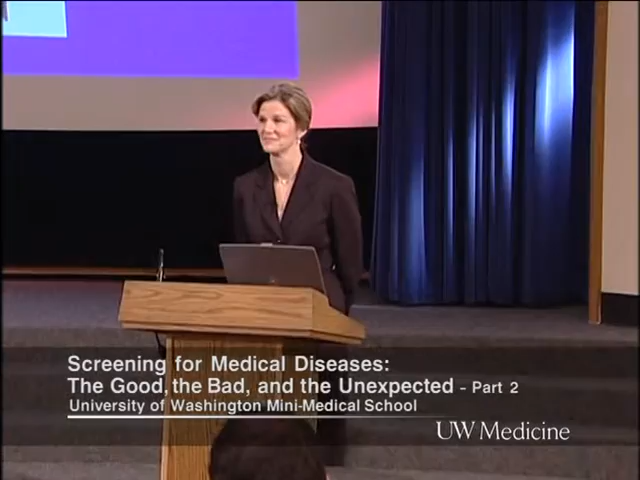 Screening for Medical Diseases:
The Good, the Bad, and the Unexpected - Part 2
University of Washington Mini-Medical School
UW Medicine